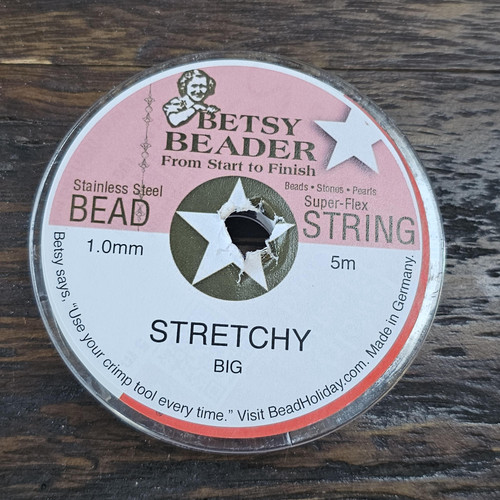 BETSY
BEADER
From Start to Finish
Stainless Steel
BEAD
1.0mm
Beads • Stones • Pearls
Super-Flex
STRING
5m
STRETCHY
BIG
Betsy says, "Use your crimp tool every time." Visit BeadHoliday.com. Made in Germany.